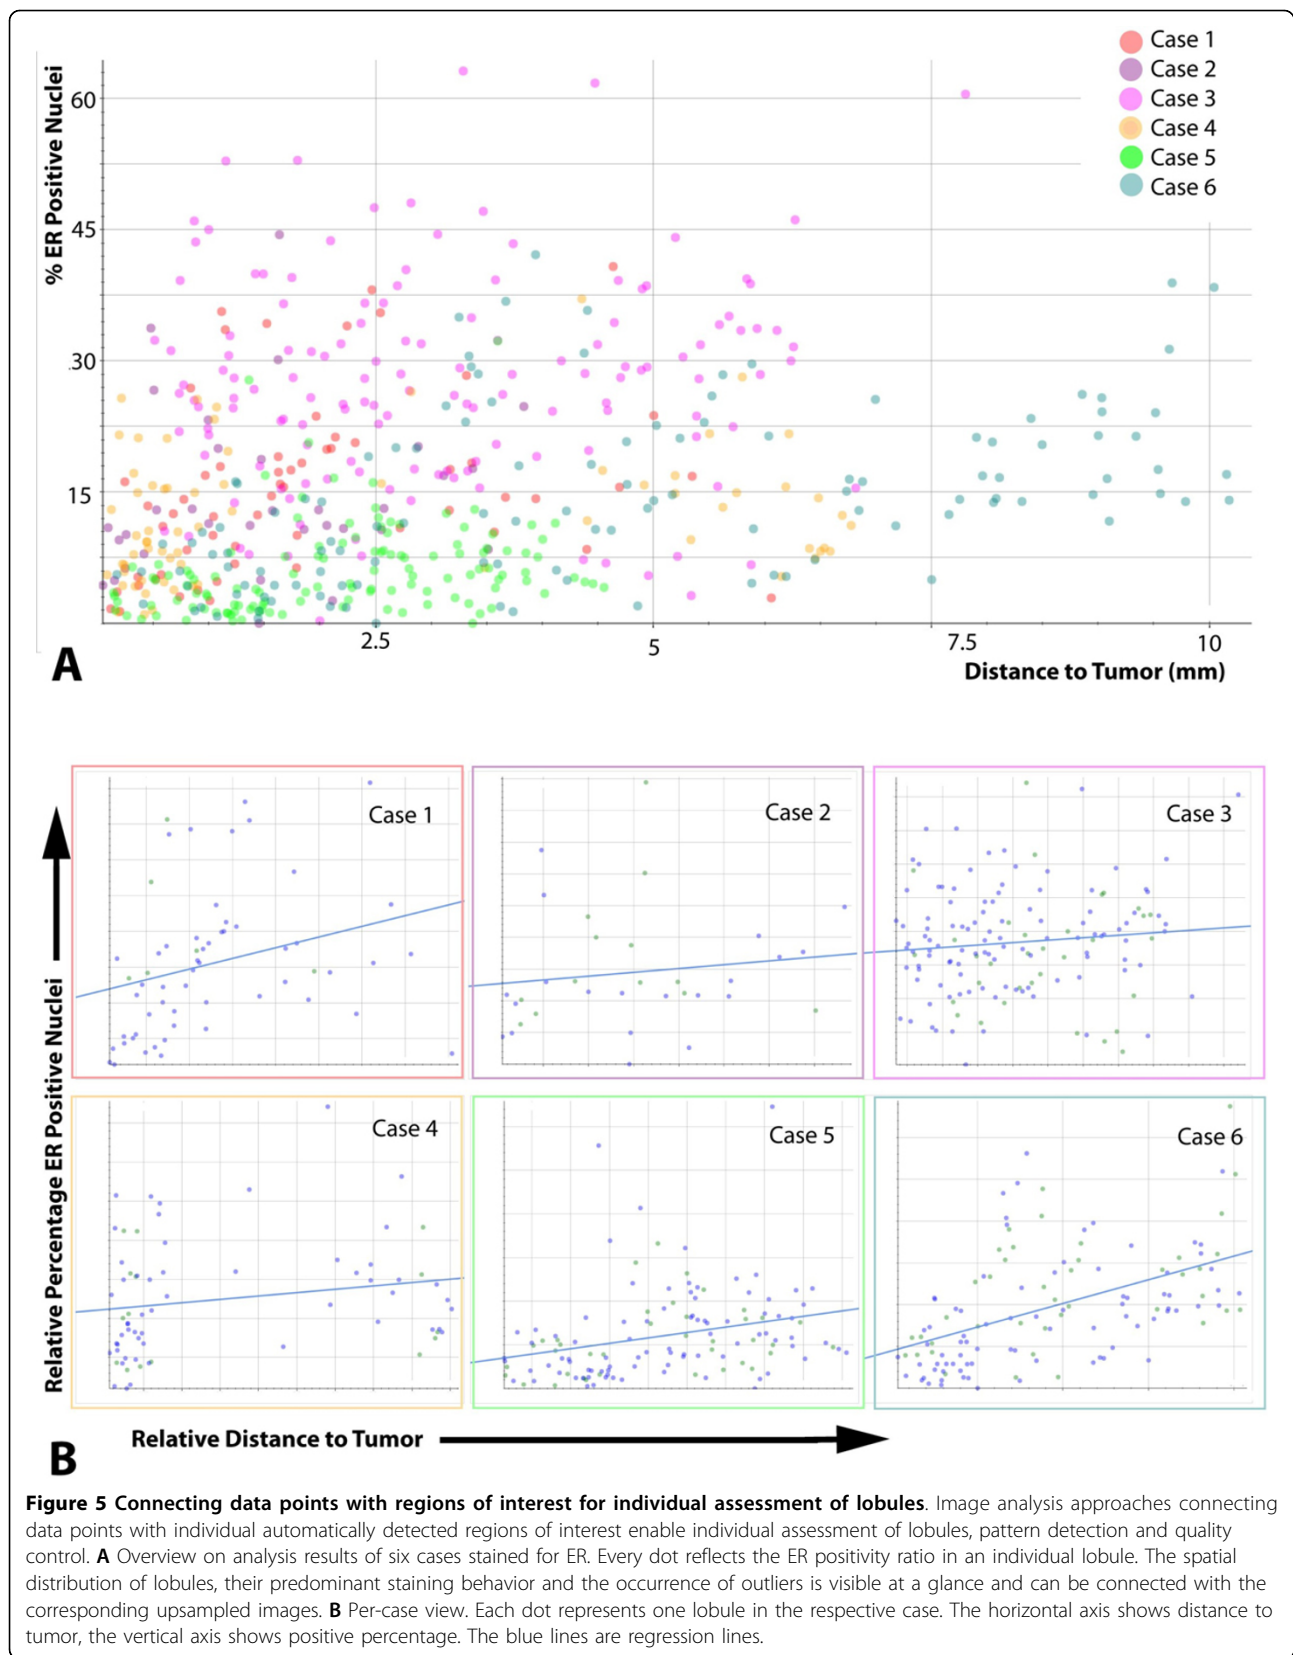 % ER Positive Nuclei
60
45
30
15
2.5
5
7.5
10
Distance to Tumor (mm)
Case 1
Case 2
Case 3
Case 4
Case 5
Case 6
A
Relative Percentage ER Positive Nuclei
Case 1
Case 2
Case 3
Case 4
Case 5
Case 6
B
Relative Distance to Tumor
Figure 5 Connecting data points with regions of interest for individual assessment of lobules. Image analysis approaches connecting
data points with individual automatically detected regions of interest enable individual assessment of lobules, pattern detection and quality
control. A Overview on analysis results of six cases stained for ER. Every dot reflects the ER positivity ratio in an individual lobule. The spatial
distribution of lobules, their predominant staining behavior and the occurrence of outliers is visible at a glance and can be connected with the
corresponding upsampled images. B Per-case view. Each dot represents one lobule in the respective case. The horizontal axis shows distance to
tumor, the vertical axis shows positive percentage. The blue lines are regression lines.